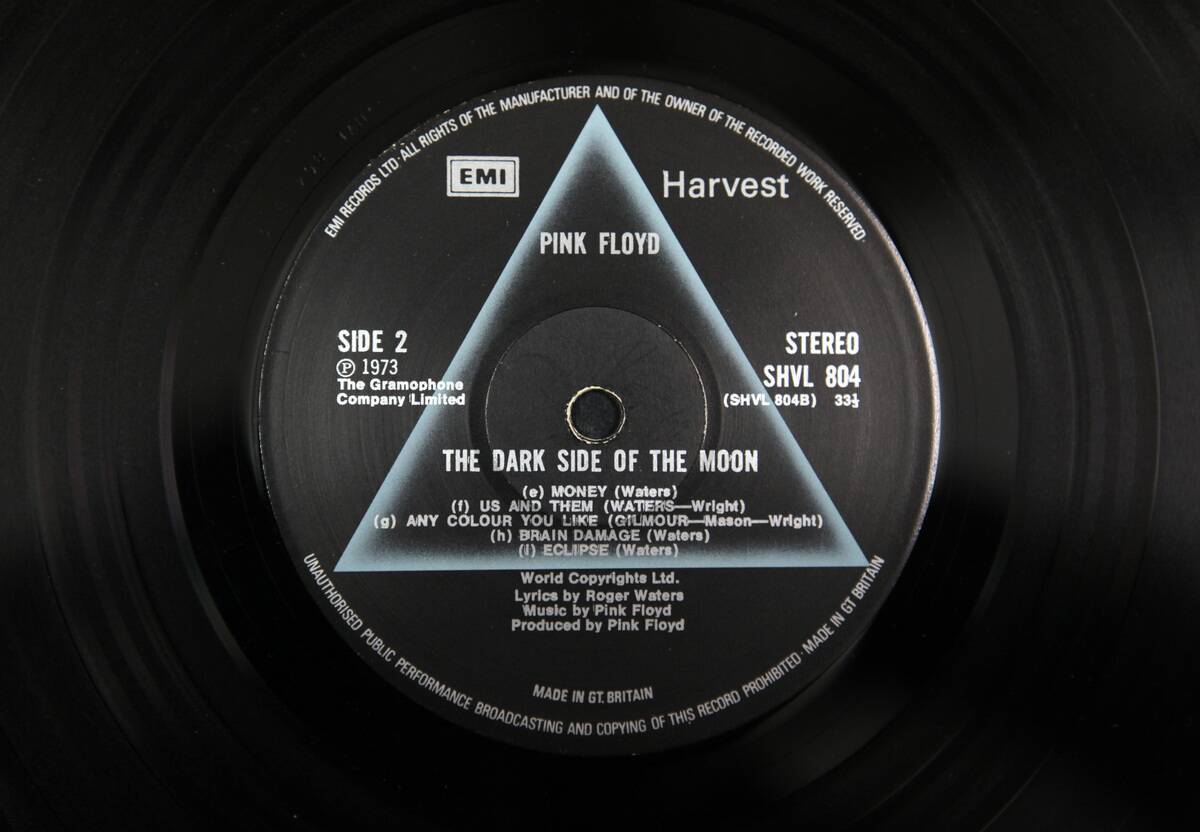 EMI RECORDS LTD· ALL RIGHTS OF THE MANUFACTURER AND OF THE OWNER OF THE RECORDED WORK RESERVED·
EMI
Harvest
PINK FLOYD
SIDE 2
Ⓟ 1973
The Gramophone
Company Limited
STEREO
SHVL 804
(SHVL 804B) 33⅓
THE DARK SIDE OF THE MOON
(e) MONEY (Waters)
(f) US AND THEM (WATERS—Wright)
(g) ANY COLOUR YOU LIKE (GILMOUR—Mason—Wright)
(h) BRAIN DAMAGE (Waters)
(i) ECLIPSE (Waters)
World Copyrights Ltd.
Lyrics by Roger Waters
Music by Pink Floyd
Produced by Pink Floyd
MADE IN GT. BRITAIN
UNAUTHORISED PUBLIC PERFORMANCE BROADCASTING AND COPYING OF THIS RECORD PROHIBITED· MADE IN GT BRITAIN